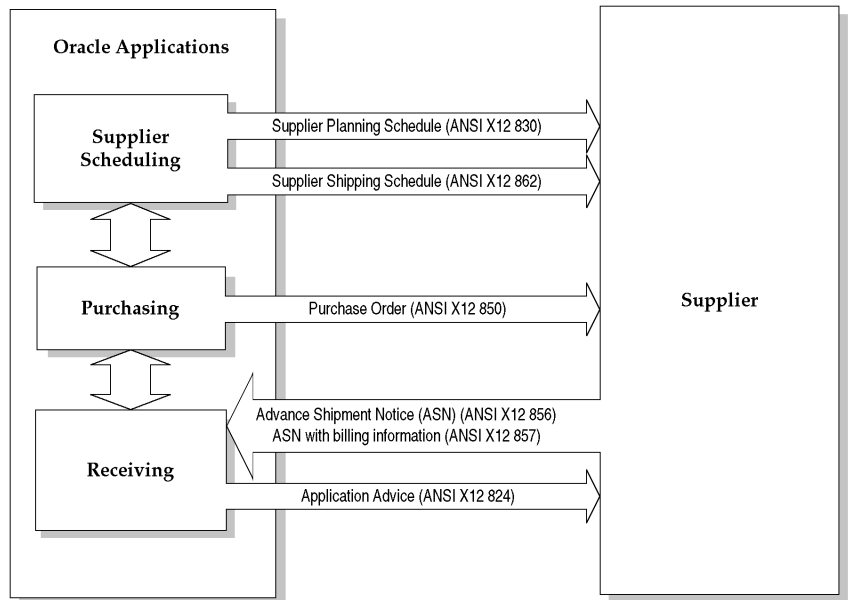 Oracle Applications
Supplier
Scheduling
Supplier Planning Schedule (ANSI X12 830)
Supplier Shipping Schedule (ANSI X12 862)
Purchasing
Purchase Order (ANSI X12 850)
Supplier
Advance Shipment Notice (ASN) (ANSI X12 856)
ASN with billing information (ANSI X12 857)
Receiving
Application Advice (ANSI X12 824)